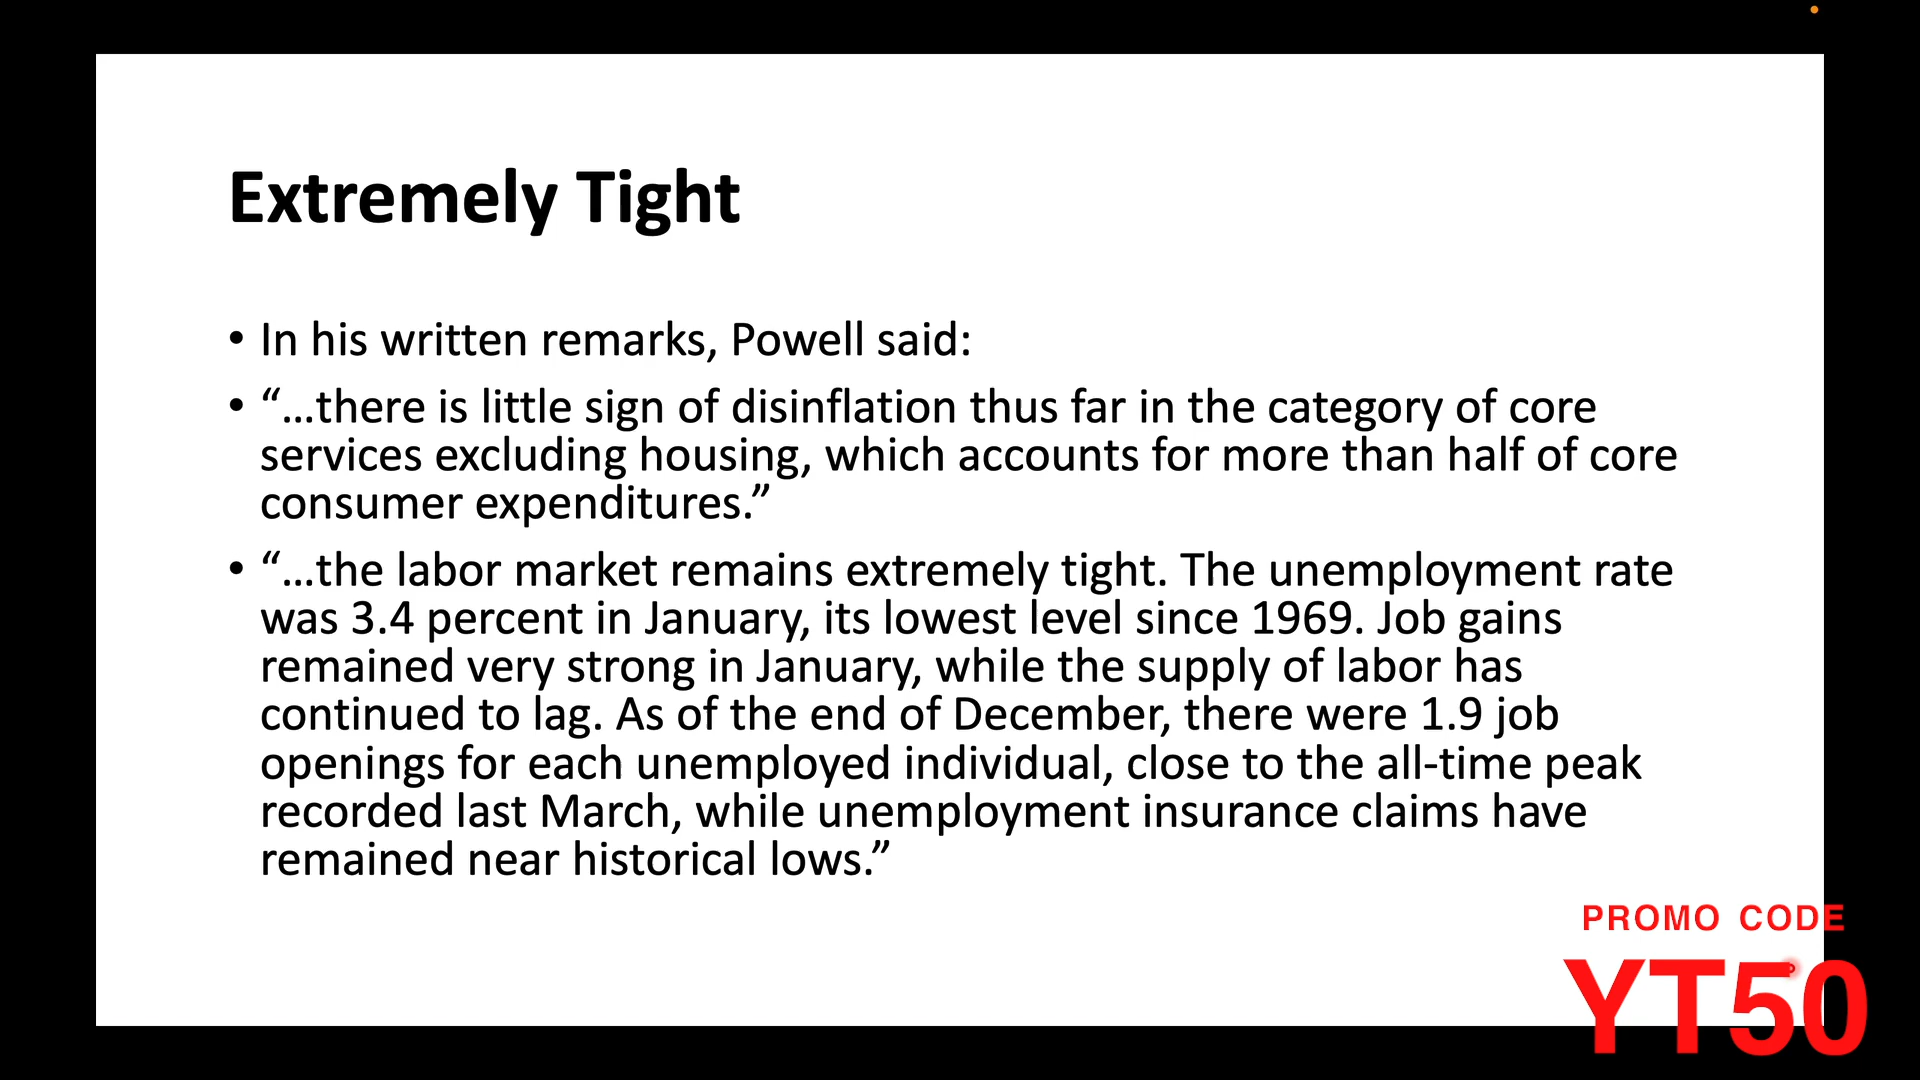 Extremely Tight
• In his written remarks, Powell said:
• “…there is little sign of disinflation thus far in the category of core
services excluding housing, which accounts for more than half of core
consumer expenditures.”
• “…the labor market remains extremely tight. The unemployment rate
was 3.4 percent in January, its lowest level since 1969. Job gains
remained very strong in January, while the supply of labor has
continued to lag. As of the end of December, there were 1.9 job
openings for each unemployed individual, close to the all-time peak
recorded last March, while unemployment insurance claims have
remained near historical lows.”
PROMO CODE
YT50